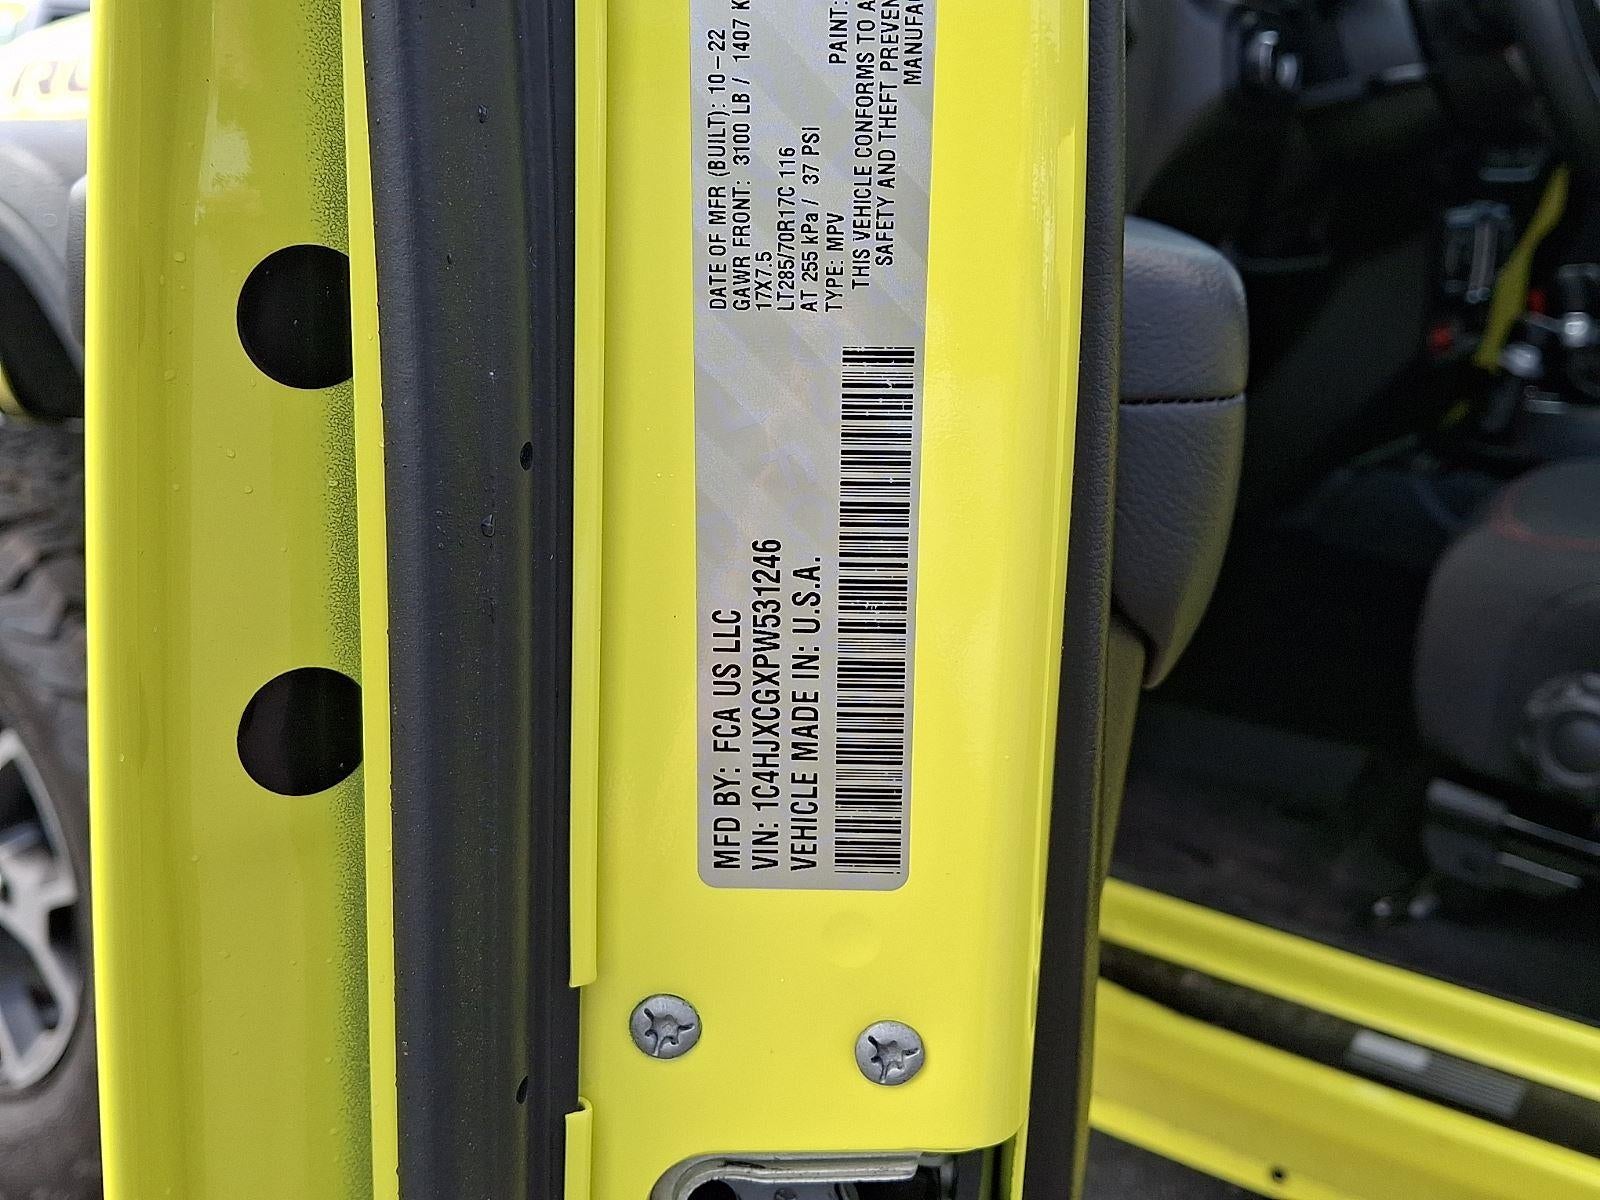 MFD BY: FCA US LLC
VIN: 1C4HJXCGXPW531246
VEHICLE MADE IN: U.S.A.
DATE OF MFR (BUILT): 10-22
GAWR FRONT: 3100 LB / 1407 K
17X7.5
LT285/70R17C 116
AT 255 kPa / 37 PSI
TYPE: MPV PAINT:
THIS VEHICLE CONFORMS TO A
SAFETY AND THEFT PREVEN
MANUFAC